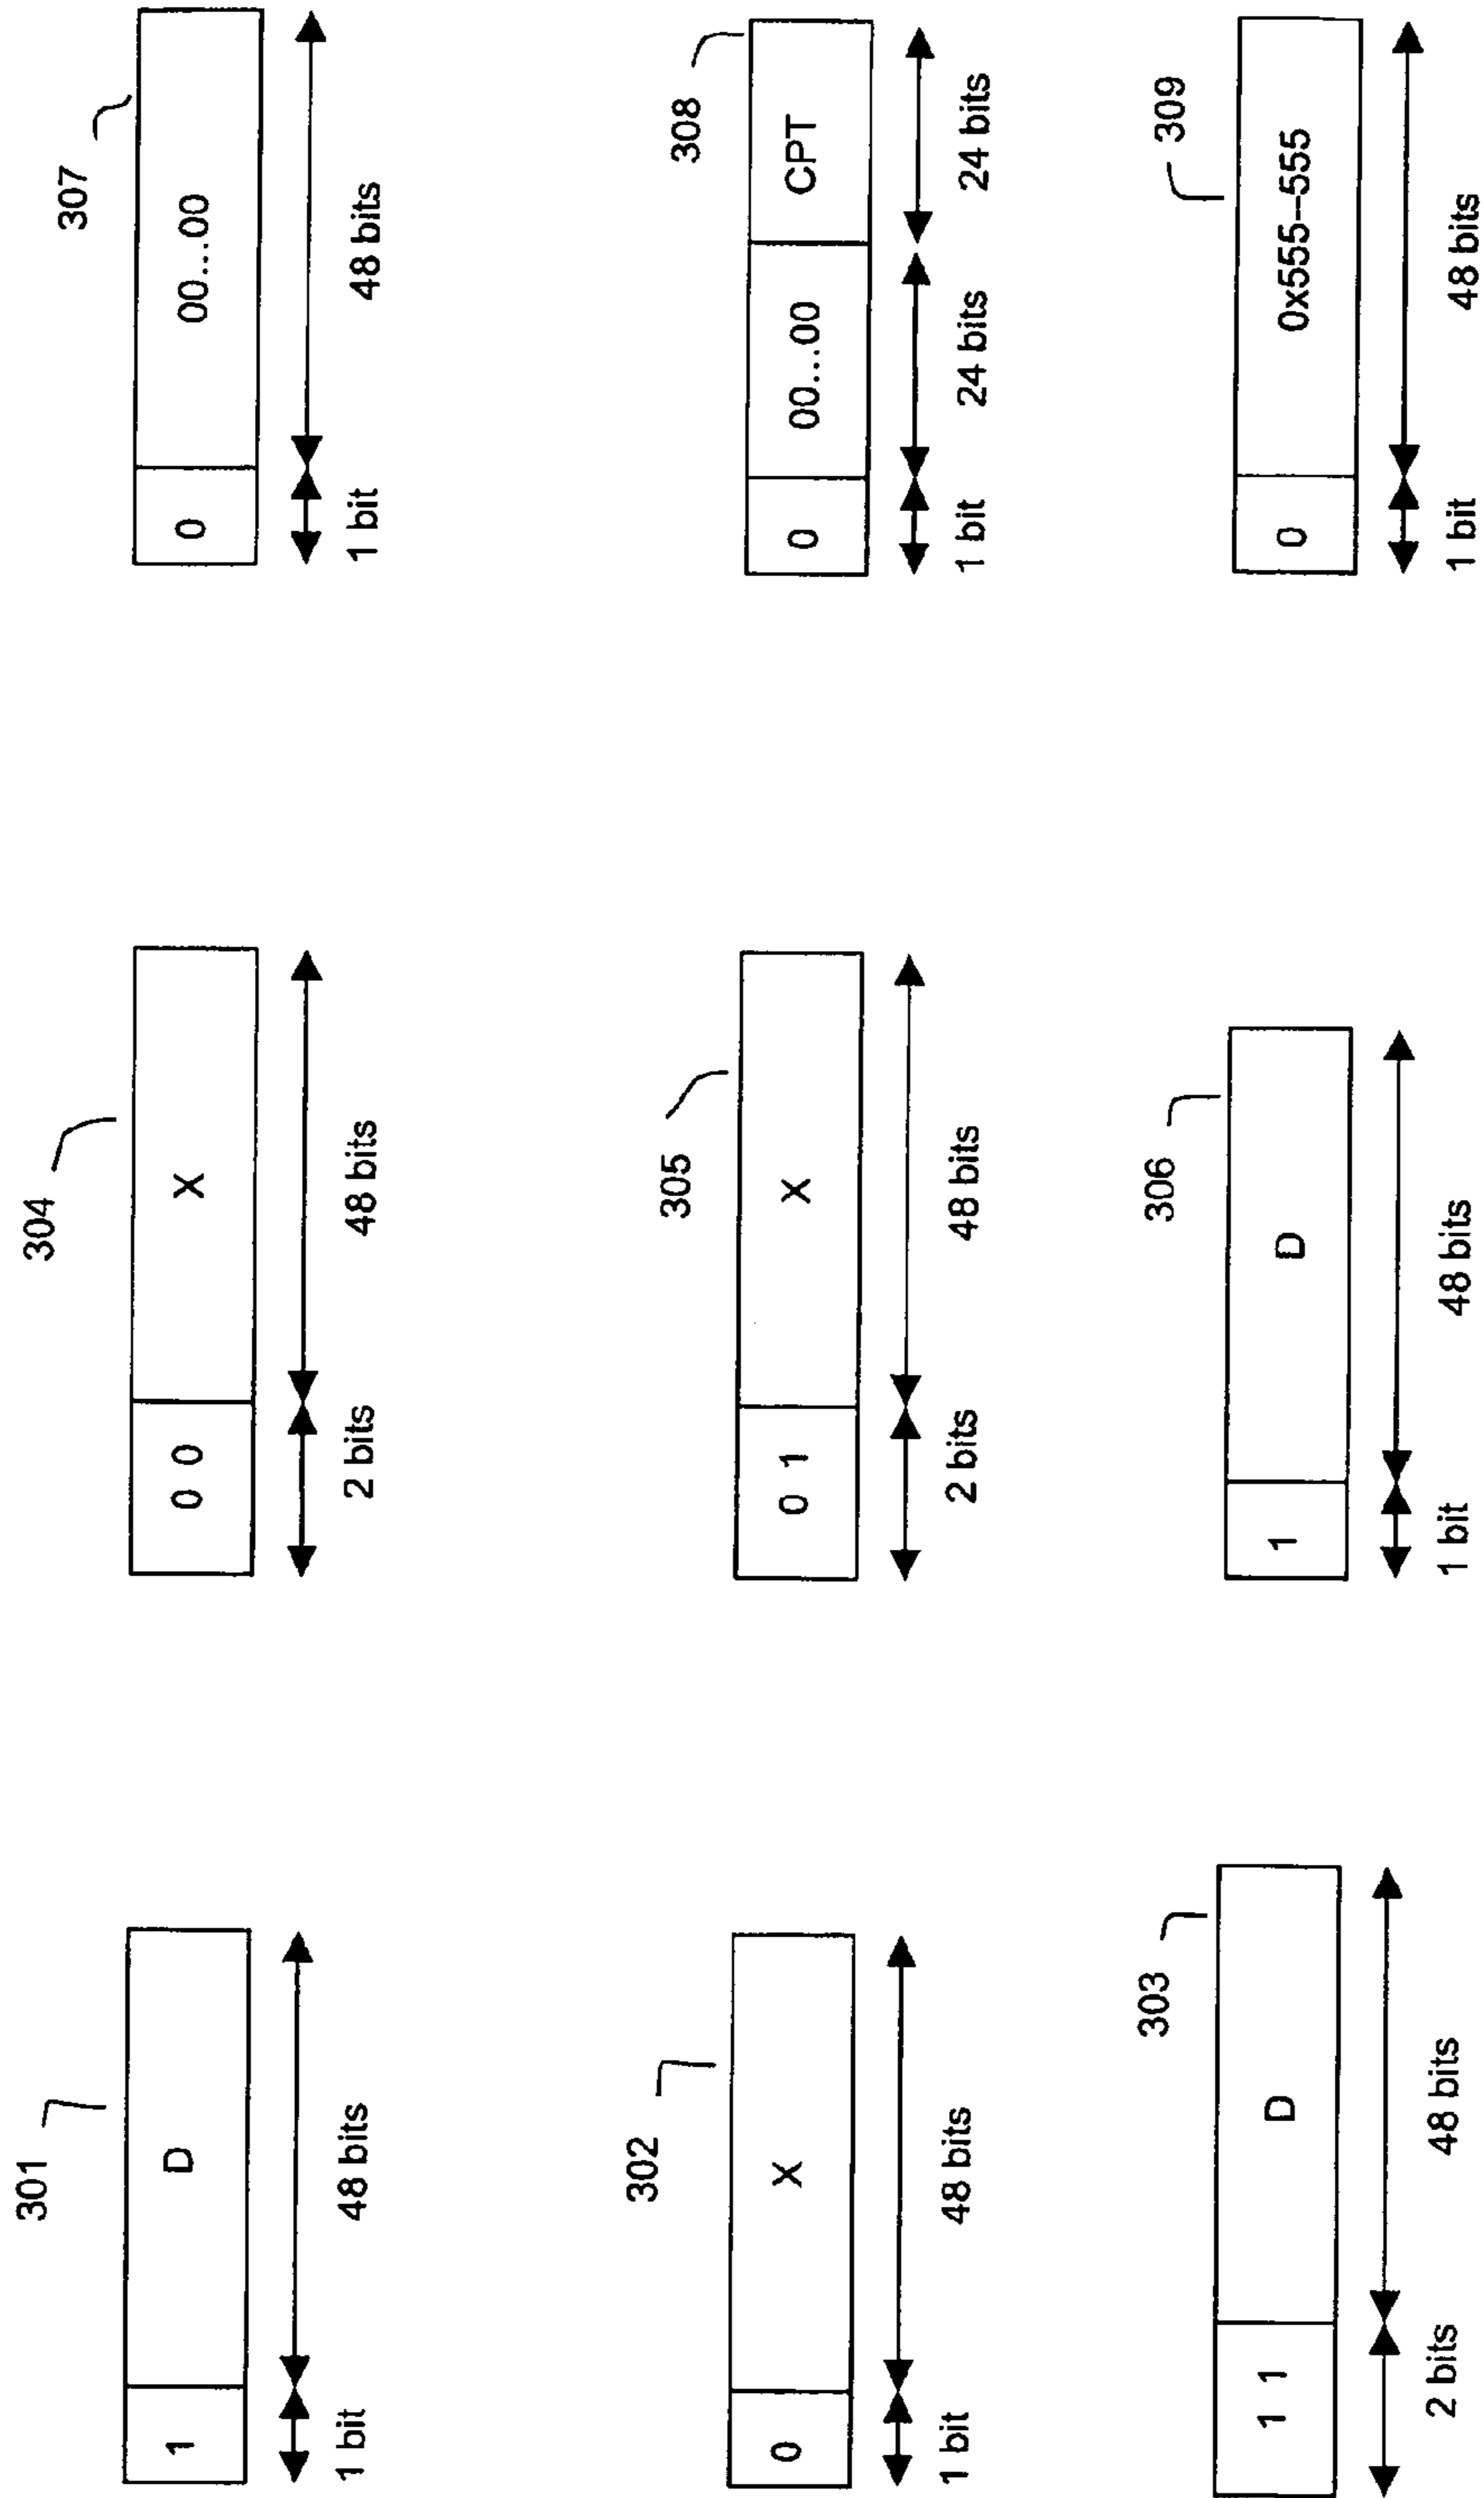 301
1 D
1 bit 48 bits
302
0 X
1 bit 48 bits
303
1 1 D
2 bits 48 bits
304
0 0 X
2 bits 48 bits
305
0 1 X
2 bits 48 bits
306
1 D
1 bit 48 bits
307
0 00...00
1 bit 48 bits
308
0 00...00 CPT
1 bit 24 bits 24 bits
309
0 0x555-555
1 bit 48 bits